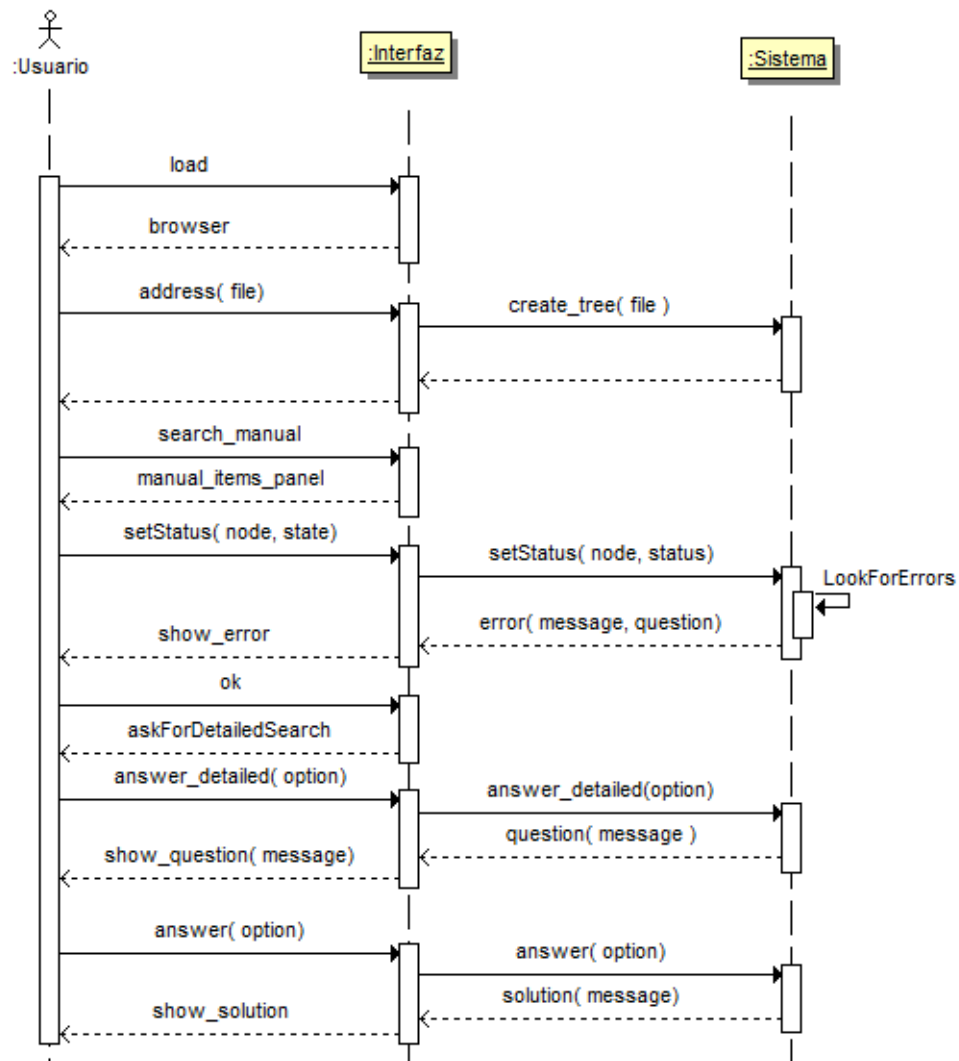 :Usuario
:Interfaz
:Sistema
load
browser
address( file)
create_tree( file )
search_manual
manual_items_panel
setStatus( node, state)
setStatus( node, status)
LookForErrors
error( message, question)
show_error
ok
askForDetailedSearch
answer_detailed( option)
answer_detailed(option)
question( message )
show_question( message)
answer( option)
answer( option)
solution( message)
show_solution